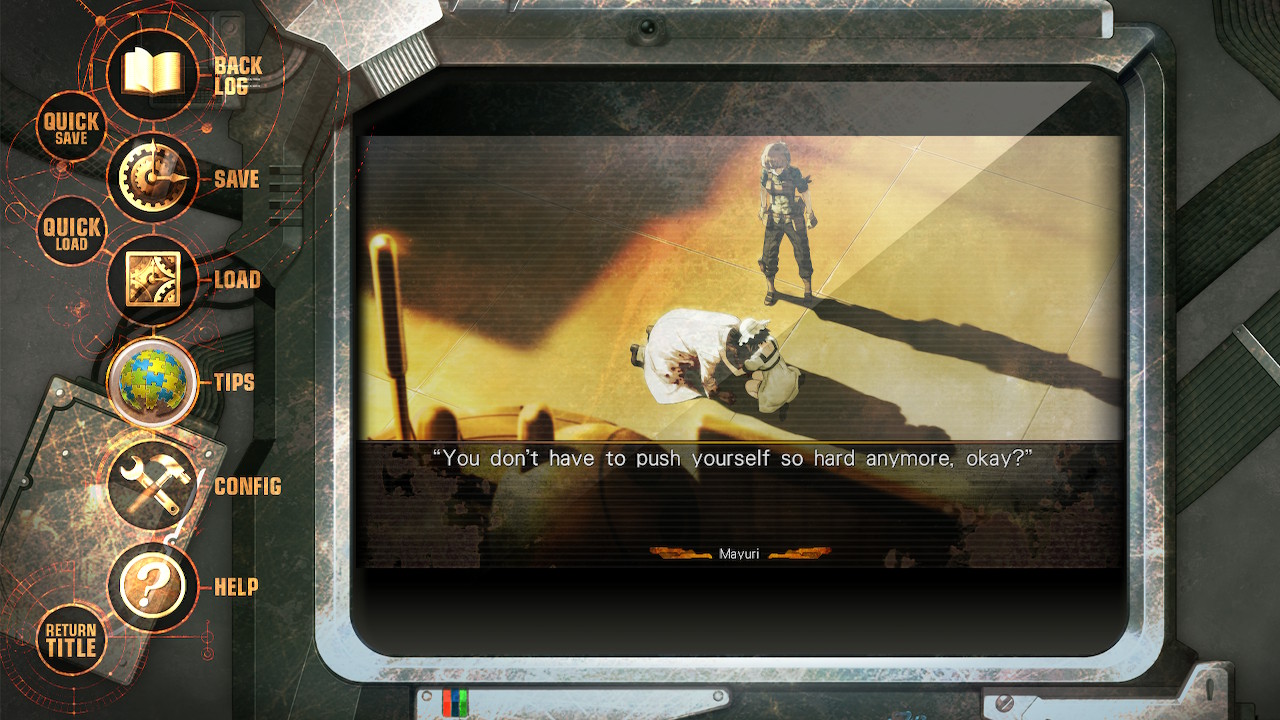 BACK
LOG
QUICK
SAVE
SAVE
QUICK
LOAD
LOAD
TIPS
CONFIG
HELP
RETURN
TITLE
“You don’t have to push yourself so hard anymore, okay?”
Mayuri